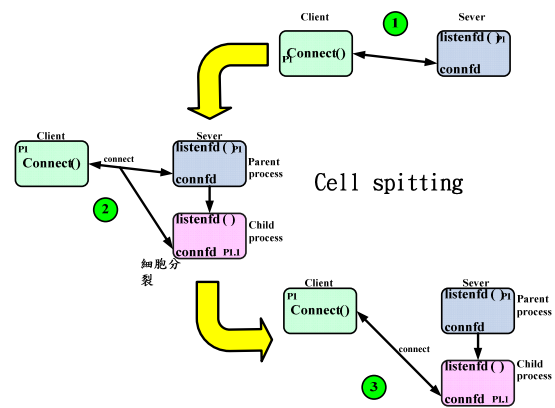 Client
Sever
1
Connect()
P1
listenfd ( ) P1
connfd
Client
Sever
P1
Connect()
connect
listenfd ( ) P1
connfd
Parent
process
2
listenfd ( )
connfd P1.1
Child
process
細胞分
裂
Cell spitting
Client
Sever
P1
Connect()
listenfd ( ) P1
connfd
Parent
process
connect
3
listenfd ( )
connfd P1.1
Child
process